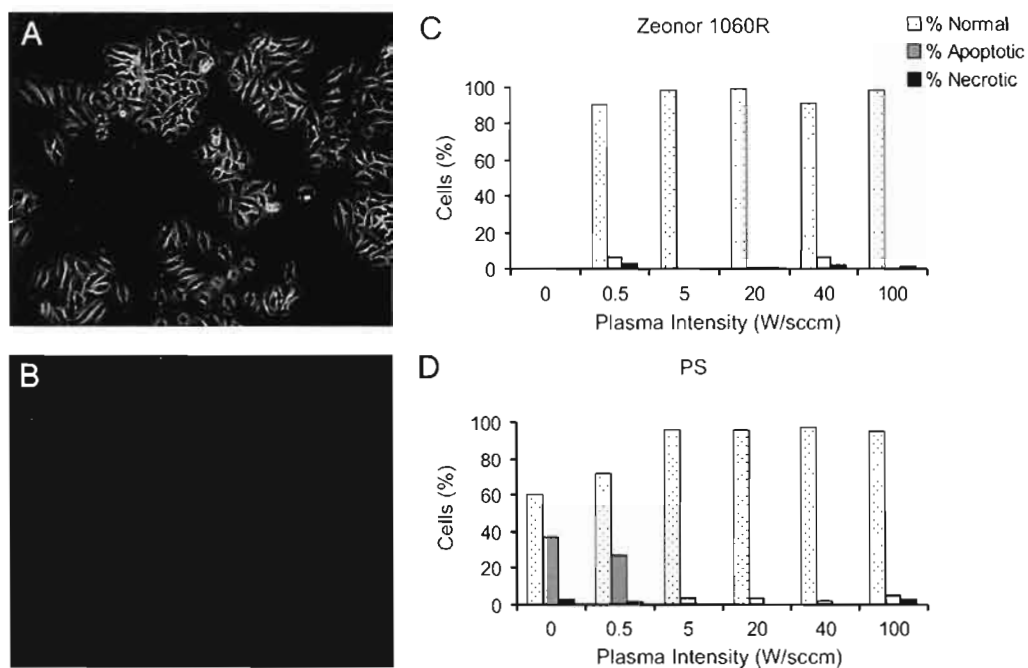 A
B
C
Zeonor 1060R
% Normal
% Apoptotic
% Necrotic
Cells (%)
100
80
60
40
20
0
0 0.5 5 20 40 100
Plasma Intensity (W/sccm)
D
PS
Cells (%)
100
80
60
40
20
0
0 0.5 5 20 40 100
Plasma Intensity (W/sccm)